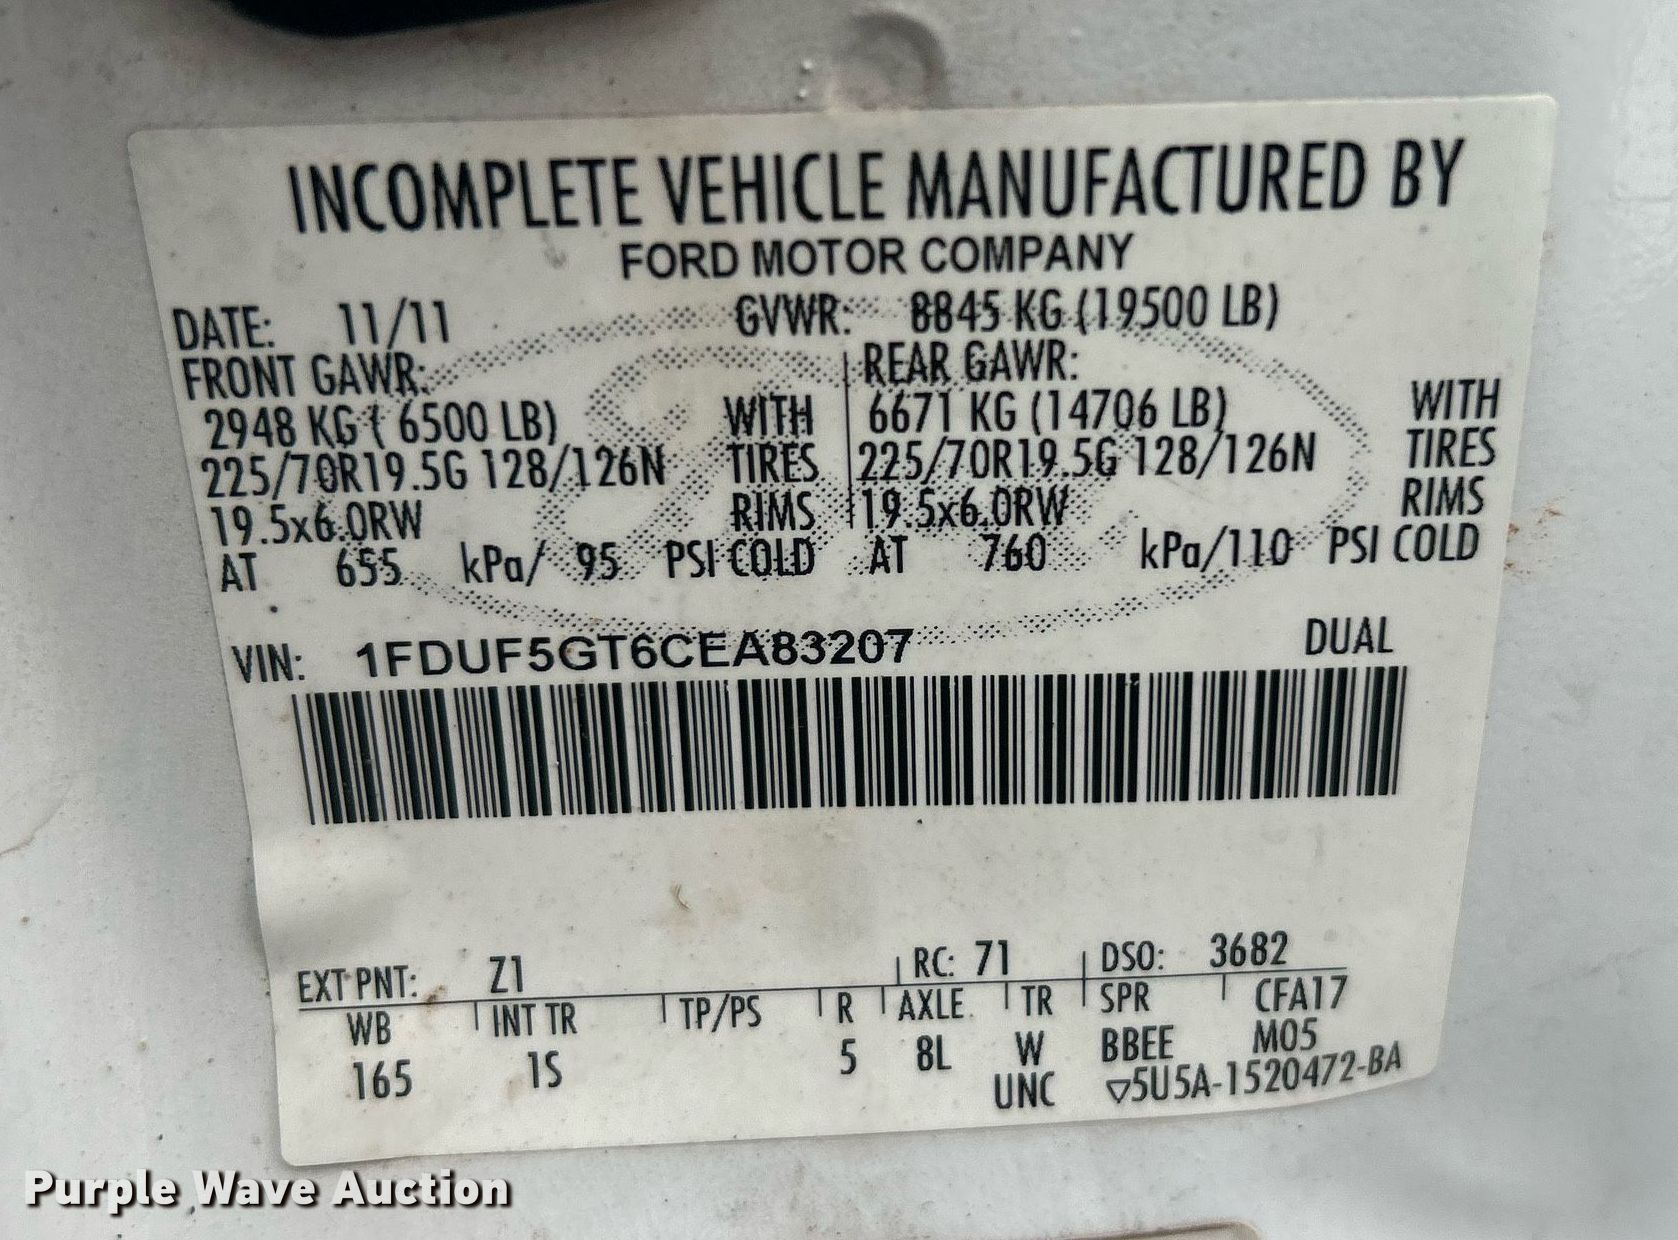 INCOMPLETE VEHICLE MANUFACTURED BY
FORD MOTOR COMPANY
DATE: 11/11 GVWR: 8845 KG (19500 LB)
FRONT GAWR: REAR GAWR:
2948 KG ( 6500 LB) WITH 6671 KG (14706 LB) WITH
225/70R19.5G 128/126N TIRES 225/70R19.5G 128/126N TIRES
19.5x6.0RW RIMS 19.5x6.0RW RIMS
AT 655 kPa/ 95 PSI COLD AT 760 kPa/110 PSI COLD
VIN: 1FDUF5GT6CEA83207 DUAL
EXT PNT: Z1 RC: 71 DSO: 3682
WB INT TR TP/PS R AXLE TR SPR CFA17
165 1S 5 8L W BBEE M05
UNC ▽5U5A-1520472-BA
Purple Wave Auction